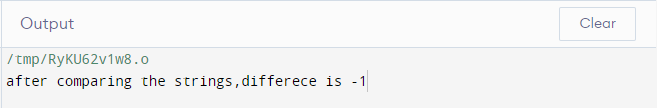 Output
Clear
/tmp/RyKU62v1w8.o
after comparing the strings,differece is -1